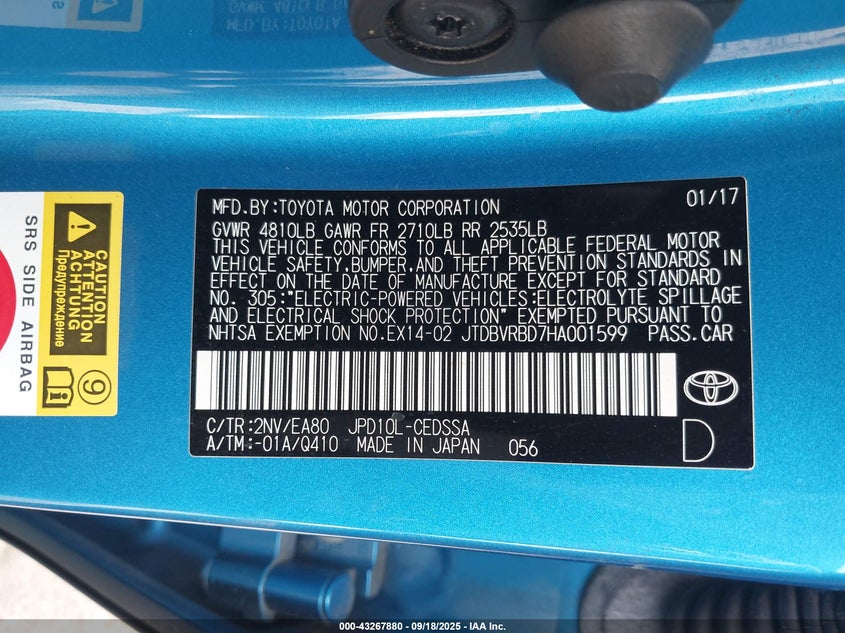 MFD.BY:TOYOTA MOTOR CORPORATION 01/17
GVWR 4810LB GAWR FR 2710LB RR 2535LB
THIS VEHICLE CONFORMS TO ALL APPLICABLE FEDERAL MOTOR
VEHICLE SAFETY,BUMPER,AND THEFT PREVENTION STANDARDS IN
EFFECT ON THE DATE OF MANUFACTURE EXCEPT FOR STANDARD
NO. 305:"ELECTRIC-POWERED VEHICLES:ELECTROLYTE SPILLAGE
AND ELECTRICAL SHOCK PROTECTION" EXEMPTED PURSUANT TO
NHTSA EXEMPTION NO.EX14-02 JTDBVRBD7HA001599 PASS.CAR
C/TR:2NV/EA80 JPD10L-CEDSSA
A/TM:-01A/Q410 MADE IN JAPAN 056
D
CAUTION
ATTENTION
ACHTUNG
Предупреждение
SRS SIDE AIRBAG
9
000-43267880 - 09/18/2025 - IAA Inc.